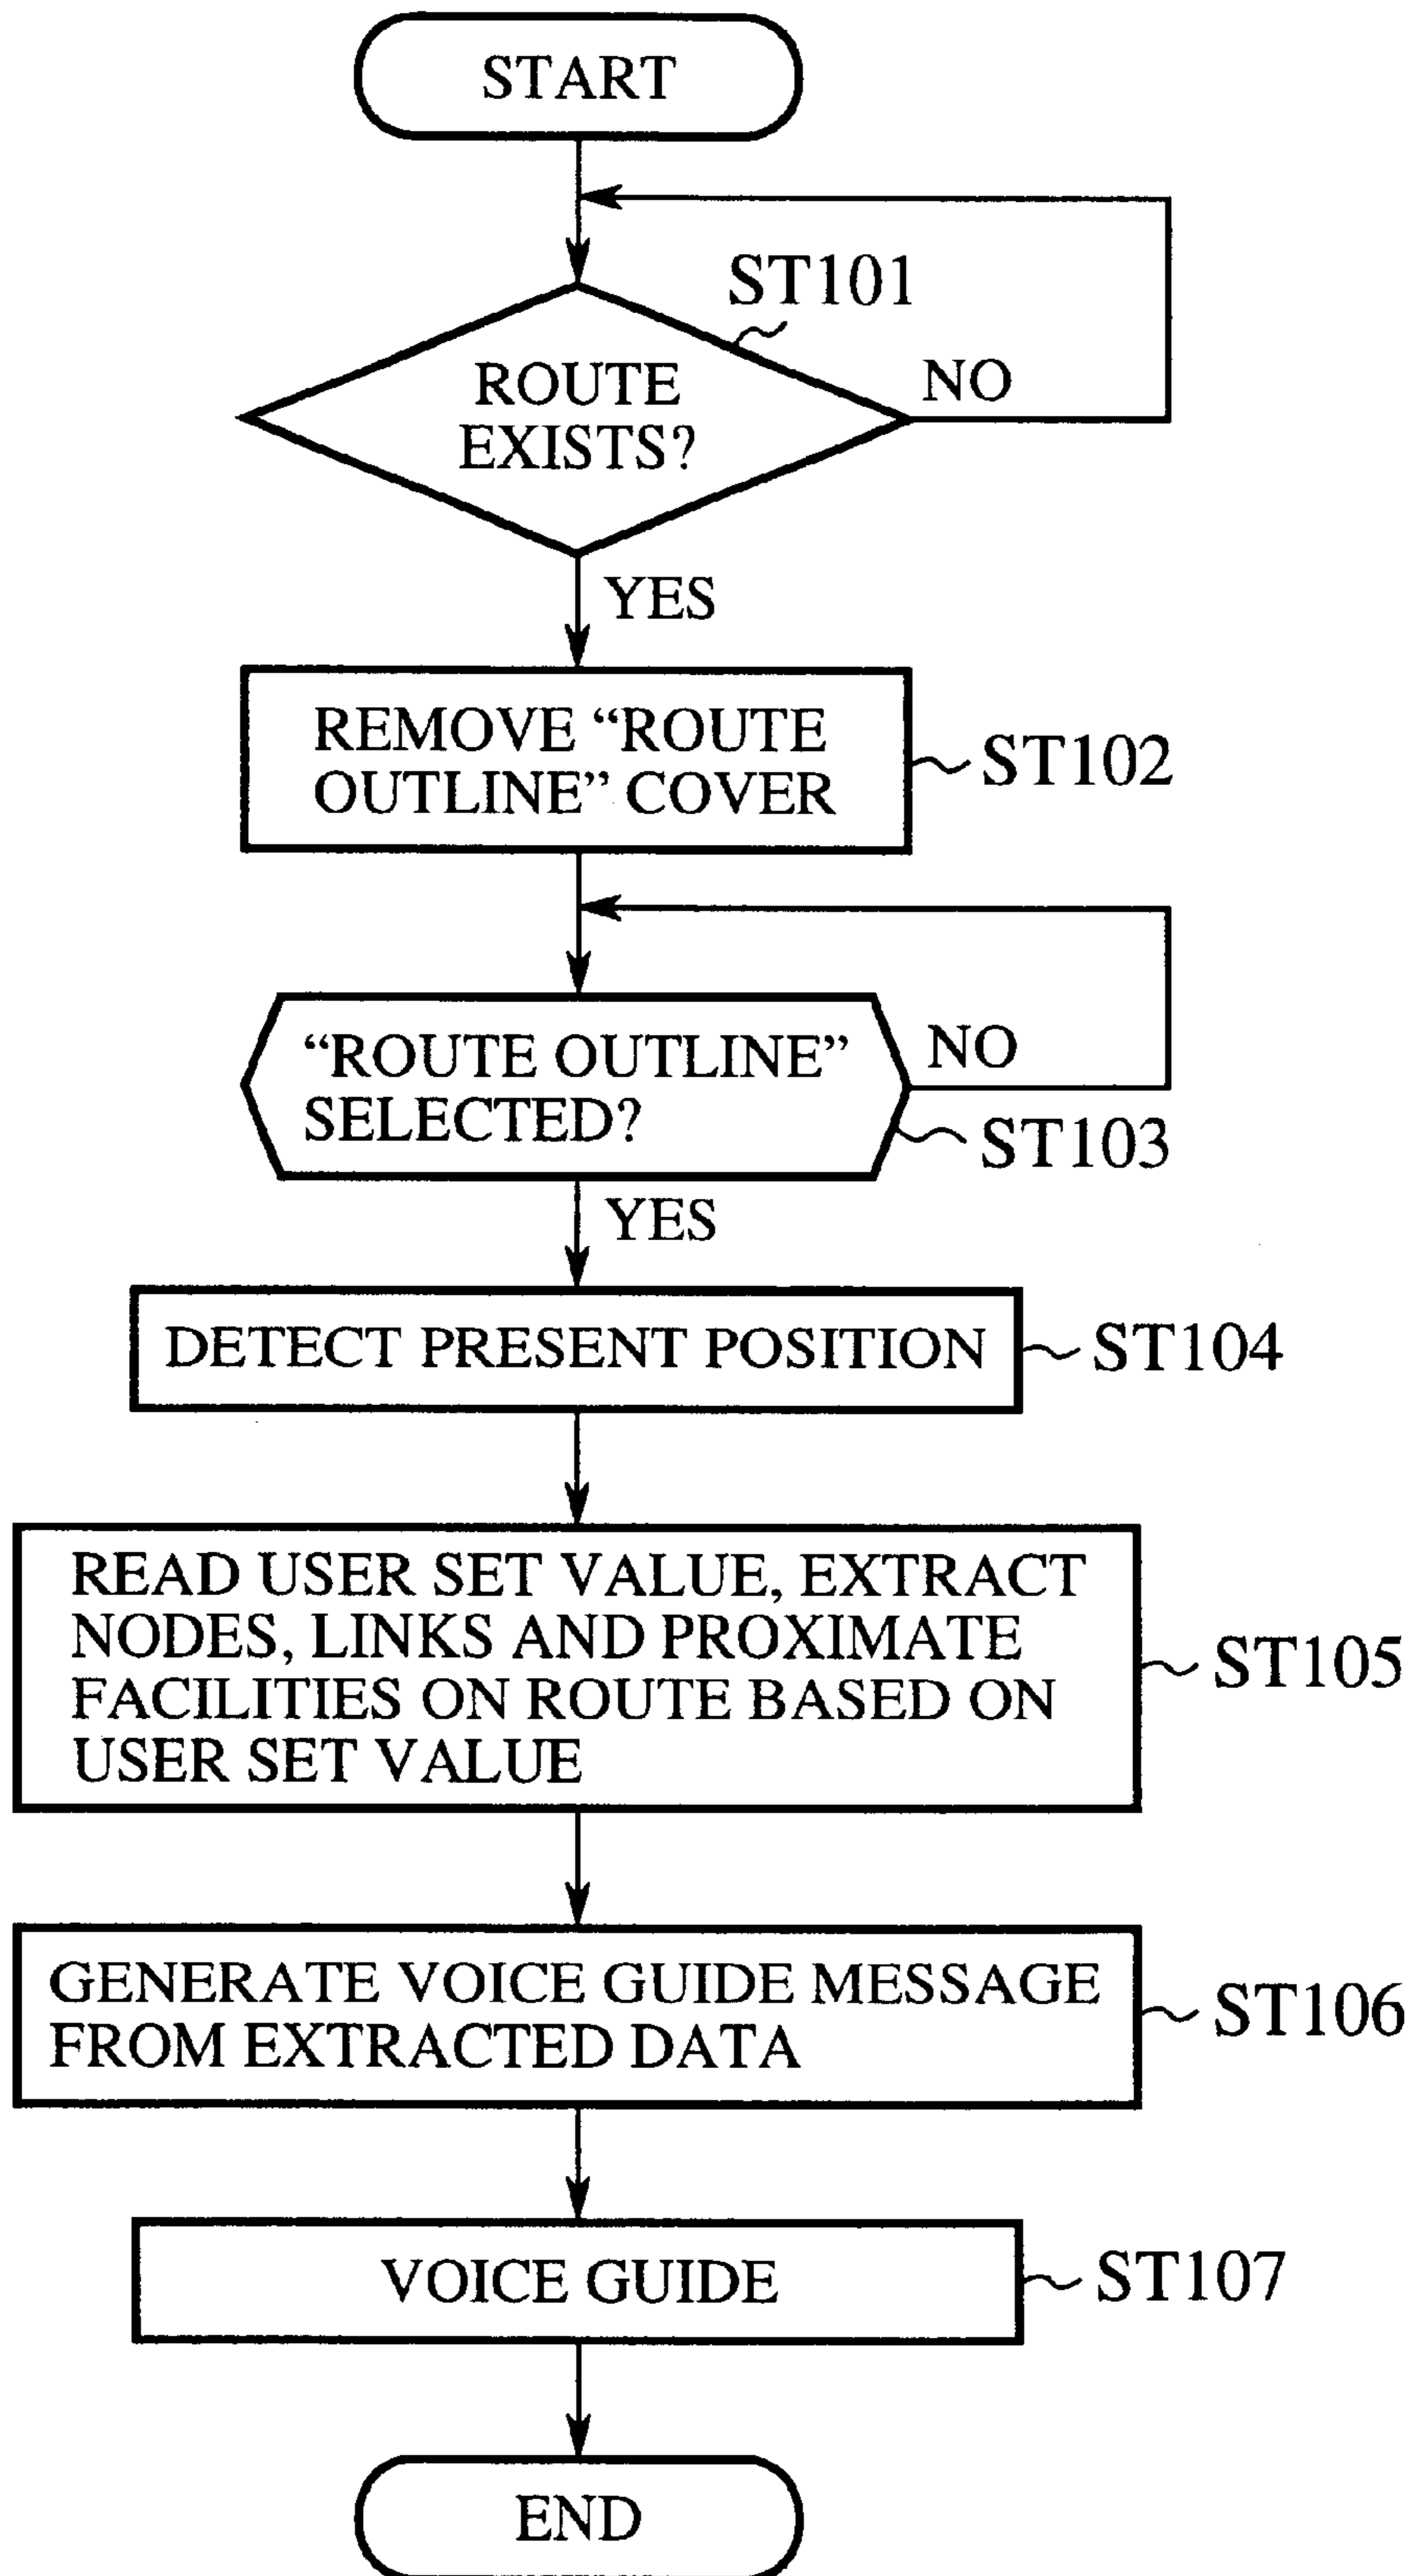 START
ST101
ROUTE
EXISTS?
NO
YES
REMOVE “ROUTE
OUTLINE” COVER
ST102
“ROUTE OUTLINE”
SELECTED?
NO
ST103
YES
DETECT PRESENT POSITION
ST104
READ USER SET VALUE, EXTRACT
NODES, LINKS AND PROXIMATE
FACILITIES ON ROUTE BASED ON
USER SET VALUE
ST105
GENERATE VOICE GUIDE MESSAGE
FROM EXTRACTED DATA
ST106
VOICE GUIDE
ST107
END